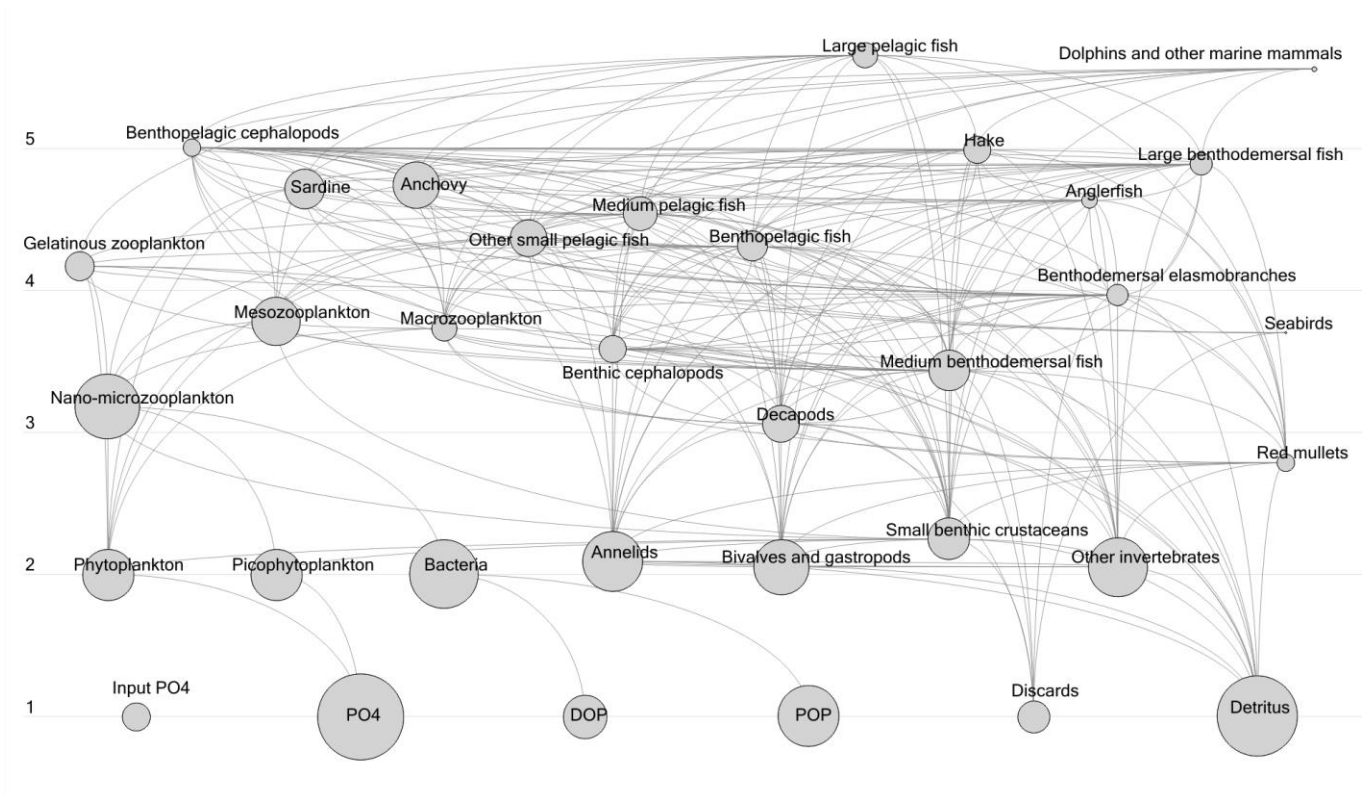 Large pelagic fish
Dolphins and other marine mammals
Benthopelagic cephalopods
5
Hake
Large benthodemersal fish
Sardine
Anchovy
Anglerfish
Medium pelagic fish
Gelatinous zooplankton
Other small pelagic fish
Benthopelagic fish
4
Benthodemersal elasmobranches
Mesozooplankton
Macrozooplankton
Seabirds
Benthic cephalopods
Medium benthodemersal fish
Nano-microzooplankton
3
Decapods
Red mullets
Small benthic crustaceans
2
Phytoplankton
Picophytoplankton
Bacteria
Annelids
Bivalves and gastropods
Other invertebrates
Input PO4
1
PO4
DOP
POP
Discards
Detritus